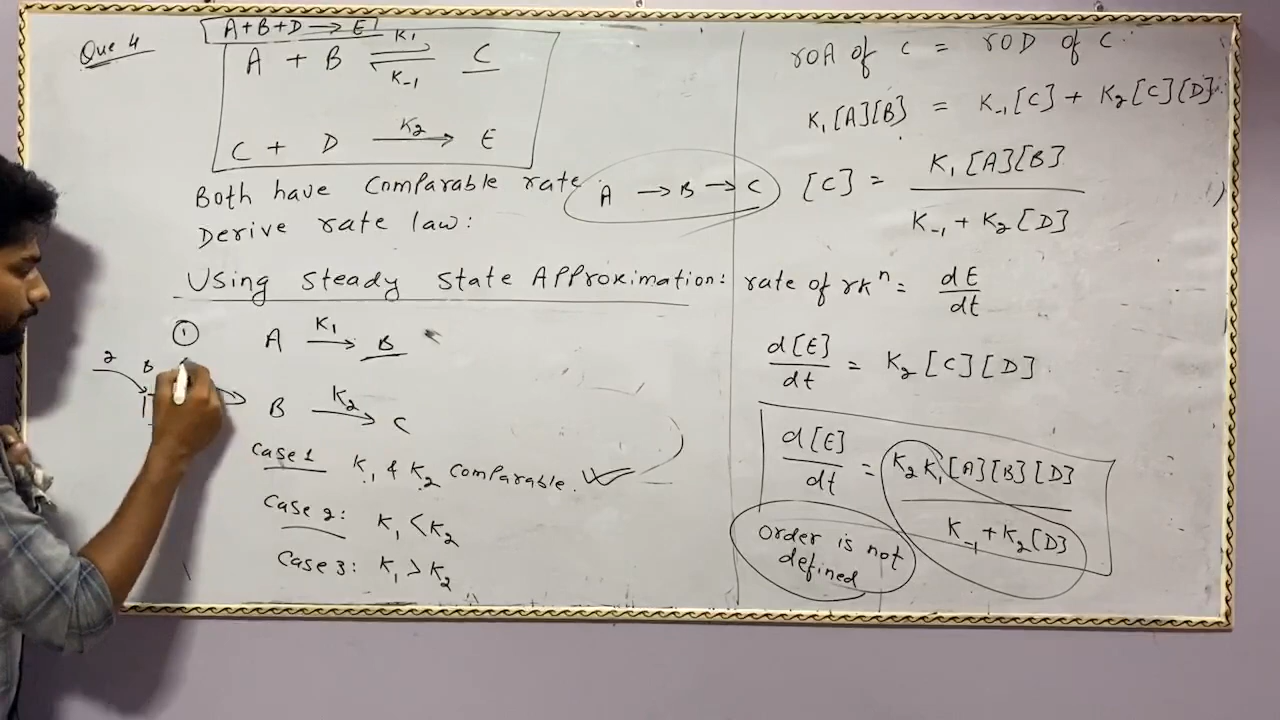 Que 4
A + B + D → E
A + B ⇌ C
K₁
K₋₁
C + D → E
K₂
Both have comparable rate.
Derive rate law:
A → B → C
Using steady state Approximation:
①
A → B
K₁
B → C
K₂
2
B
Case 1 K₁ & K₂ comparable.
Case 2: K₁ < K₂
Case 3: K₁ > K₂
rOA of C = rOD of C.
K₁[A][B] = K₋₁[C] + K₂[C][D]
[C] = K₁[A][B] / K₋₁ + K₂[D]
rate of rkⁿ = dE/dt
d[E]/dt = K₂[C][D]
d[E]/dt = K₂K₁[A][B][D] / K₋₁ + K₂[D]
Order is not
defined